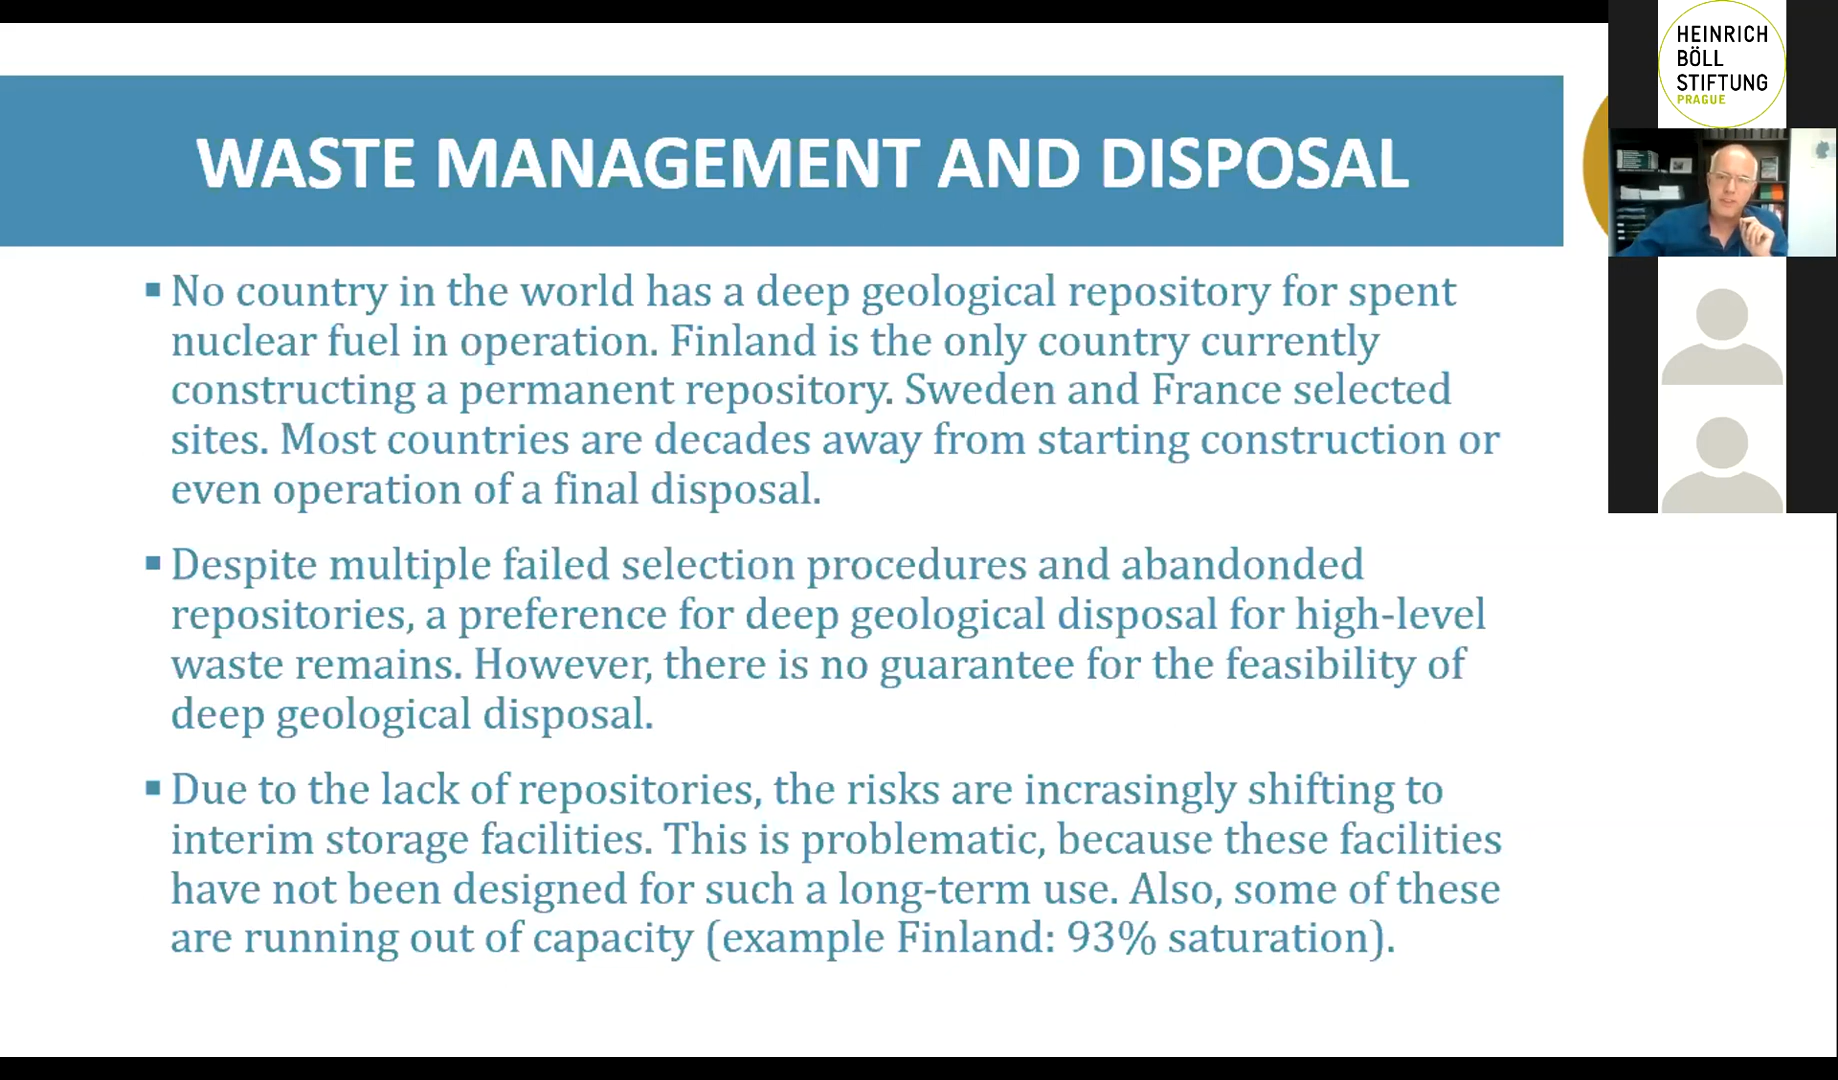 HEINRICH
BÖLL
STIFTUNG
PRAGUE
WASTE MANAGEMENT AND DISPOSAL
▪ No country in the world has a deep geological repository for spent
nuclear fuel in operation. Finland is the only country currently
constructing a permanent repository. Sweden and France selected
sites. Most countries are decades away from starting construction or
even operation of a final disposal.
▪ Despite multiple failed selection procedures and abandonded
repositories, a preference for deep geological disposal for high-level
waste remains. However, there is no guarantee for the feasibility of
deep geological disposal.
▪ Due to the lack of repositories, the risks are incrasingly shifting to
interim storage facilities. This is problematic, because these facilities
have not been designed for such a long-term use. Also, some of these
are running out of capacity (example Finland: 93% saturation).